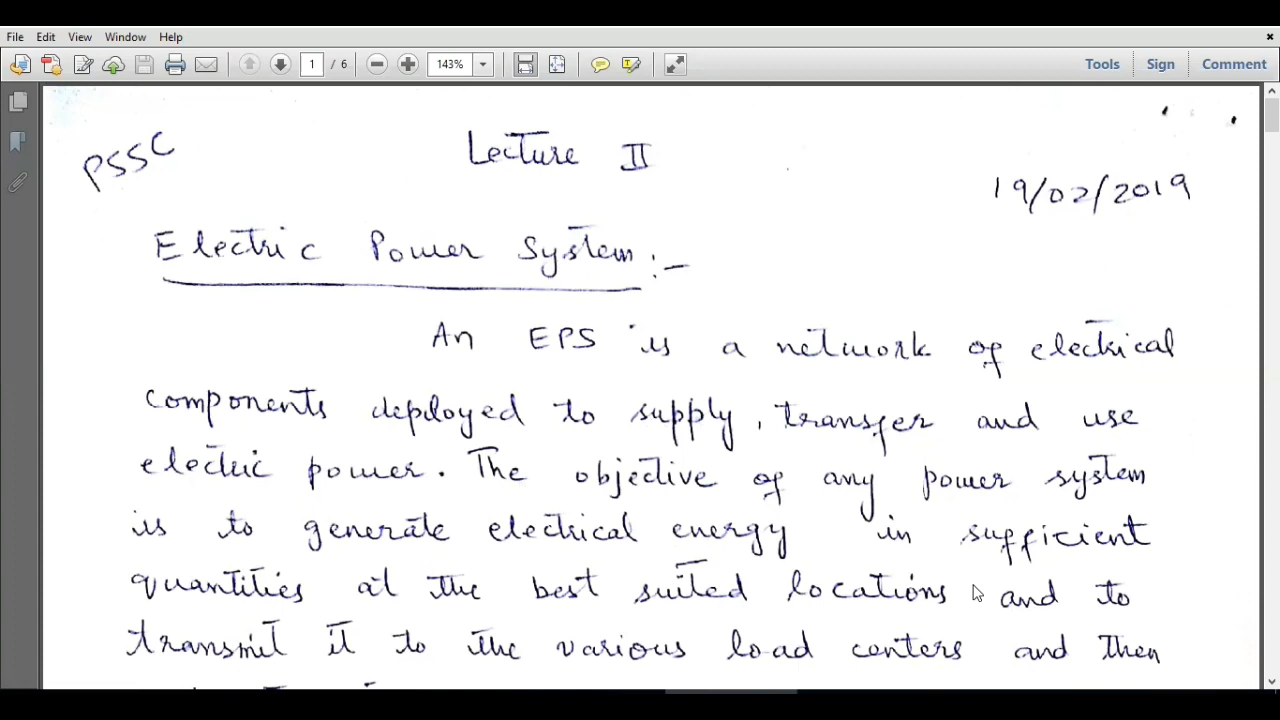 File Edit View Window Help
1 / 6 143% Tools Sign Comment
PSSC
Lecture II
19/02/2019
Electric Power System :-
An EPS is a network of electrical
components deployed to supply, transfer and use
electric power. The objective of any power system
is to generate electrical energy in sufficient
quantities at the best suited locations and to
transmit it to the various load centers and then